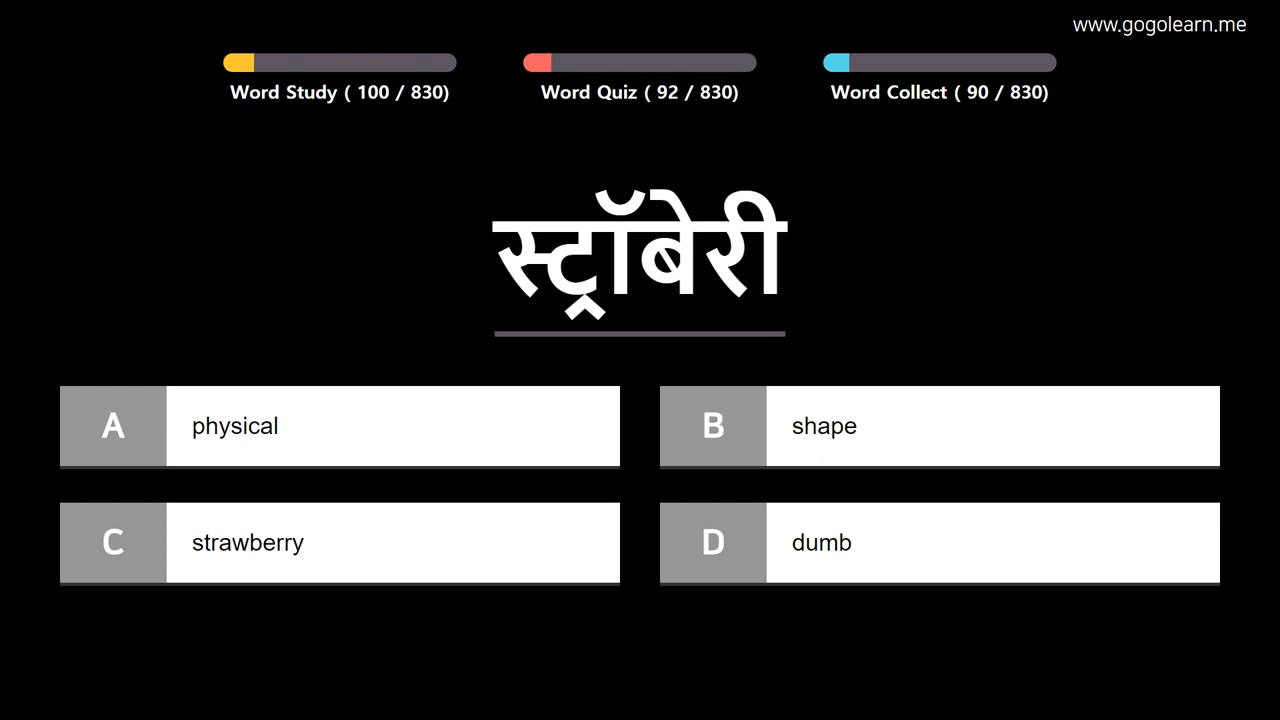 www.gogolearn.me
Word Study ( 100 / 830) Word Quiz ( 92 / 830) Word Collect ( 90 / 830)
स्ट्रॉबेरी
A physical
B shape
C strawberry
D dumb